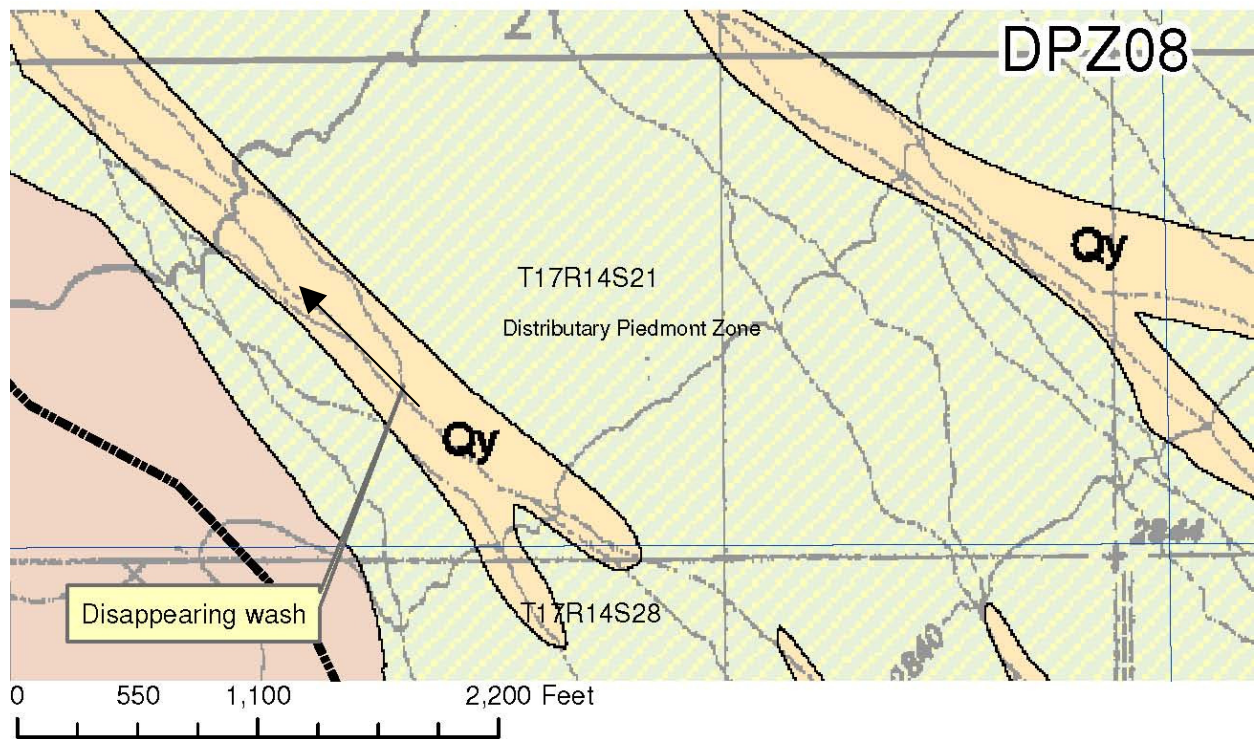 21
DPZ08
Qy
T17R14S21
Distributary Piedmont Zone
Qy
2844
Disappearing wash
T17R14S28
2840
0 550 1,100 2,200 Feet